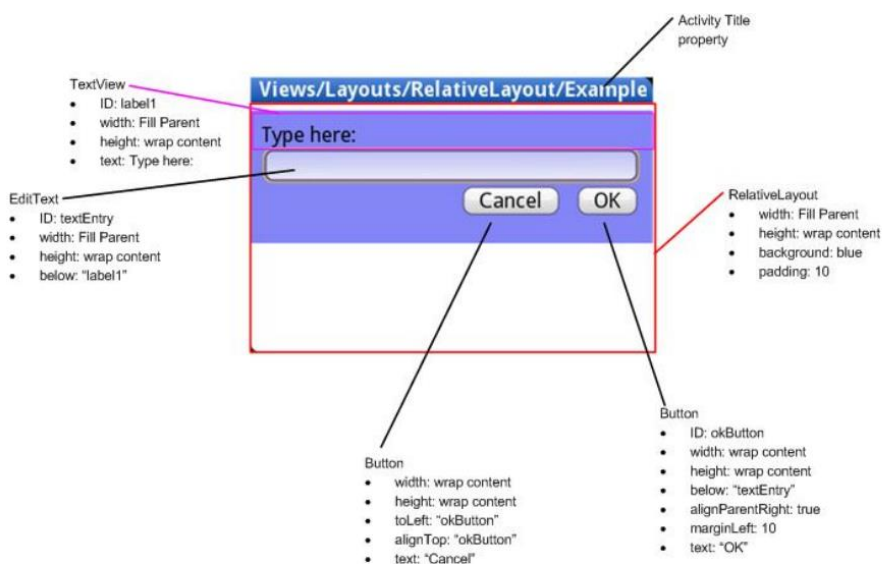 Activity Title
property
Views/Layouts/RelativeLayout/Example
TextView
• ID: label1
• width: Fill Parent
• height: wrap content
• text: Type here:
Type here:
EditText
• ID: textEntry
• width: Fill Parent
• height: wrap content
• below: “label1”
Cancel
OK
RelativeLayout
• width: Fill Parent
• height: wrap content
• background: blue
• padding: 10
Button
• width: wrap content
• height: wrap content
• toLeft: “okButton”
• alignTop: “okButton”
• text: “Cancel”
Button
• ID: okButton
• width: wrap content
• height: wrap content
• below: “textEntry”
• alignParentRight: true
• marginLeft: 10
• text: “OK”